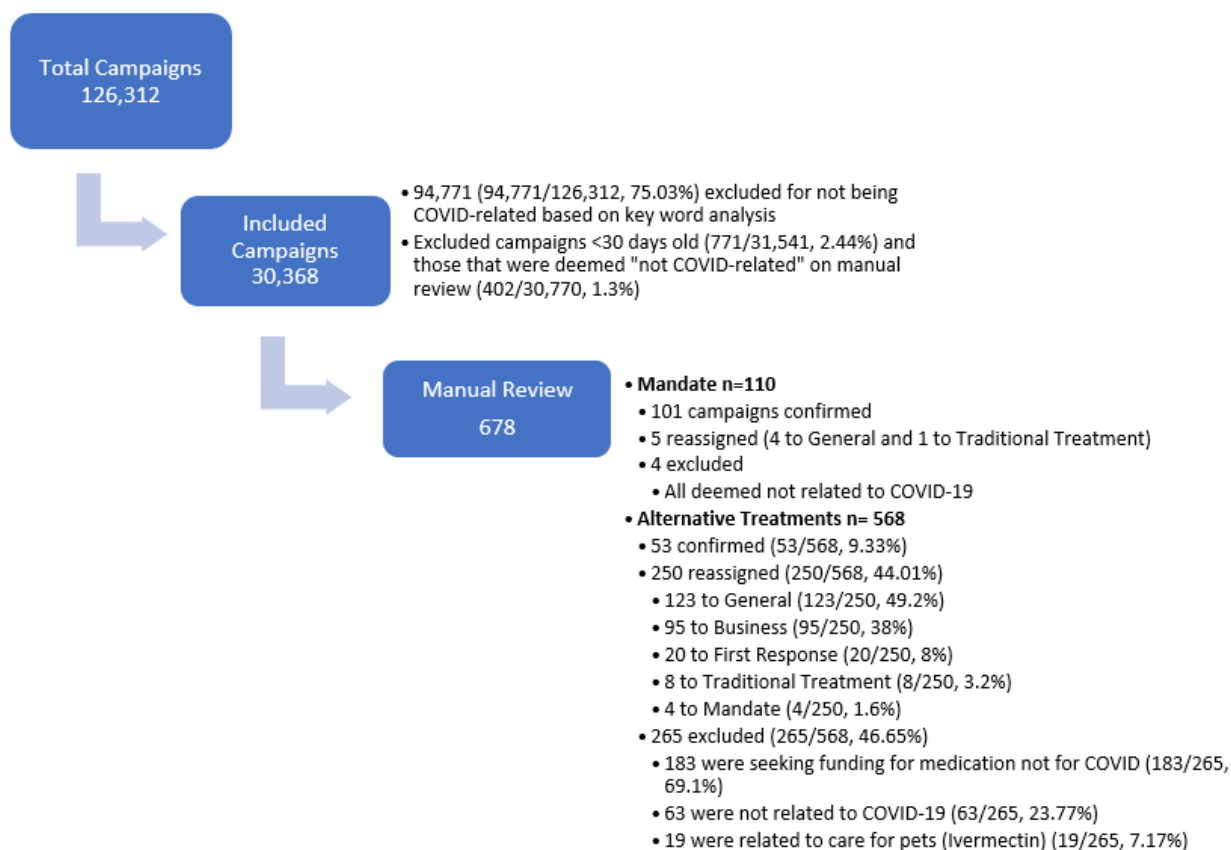 Total Campaigns
126,312
• 94,771 (94,771/126,312, 75.03%) excluded for not being
COVID-related based on key word analysis
• Excluded campaigns <30 days old (771/31,541, 2.44%) and
those that were deemed "not COVID-related" on manual
review (402/30,770, 1.3%)
Included
Campaigns
30,368
Manual Review
678
• Mandate n=110
• 101 campaigns confirmed
• 5 reassigned (4 to General and 1 to Traditional Treatment)
• 4 excluded
• All deemed not related to COVID-19
• Alternative Treatments n= 568
• 53 confirmed (53/568, 9.33%)
• 250 reassigned (250/568, 44.01%)
• 123 to General (123/250, 49.2%)
• 95 to Business (95/250, 38%)
• 20 to First Response (20/250, 8%)
• 8 to Traditional Treatment (8/250, 3.2%)
• 4 to Mandate (4/250, 1.6%)
• 265 excluded (265/568, 46.65%)
• 183 were seeking funding for medication not for COVID (183/265,
69.1%)
• 63 were not related to COVID-19 (63/265, 23.77%)
• 19 were related to care for pets (Ivermectin) (19/265, 7.17%)